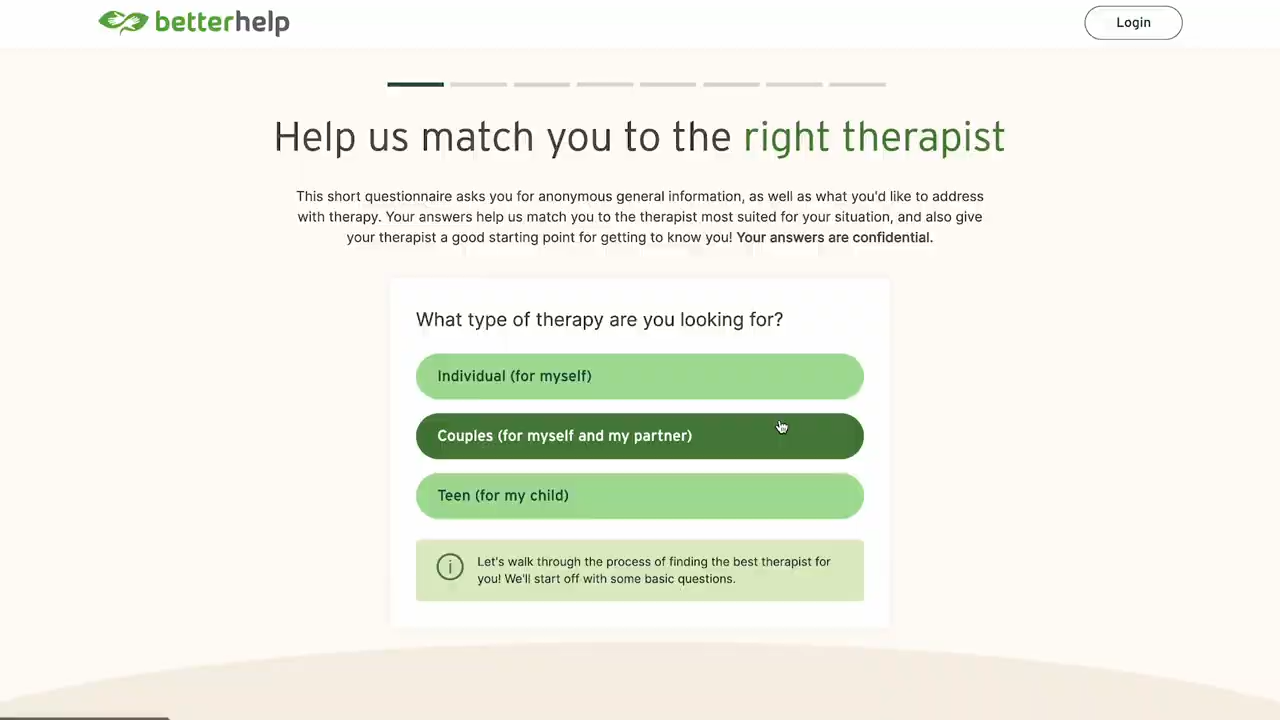 betterhelp
Login
Help us match you to the right therapist
This short questionnaire asks you for anonymous general information, as well as what you'd like to address
with therapy. Your answers help us match you to the therapist most suited for your situation, and also give
your therapist a good starting point for getting to know you! Your answers are confidential.
What type of therapy are you looking for?
Individual (for myself)
Couples (for myself and my partner)
Teen (for my child)
Let's walk through the process of finding the best therapist for
you! We'll start off with some basic questions.